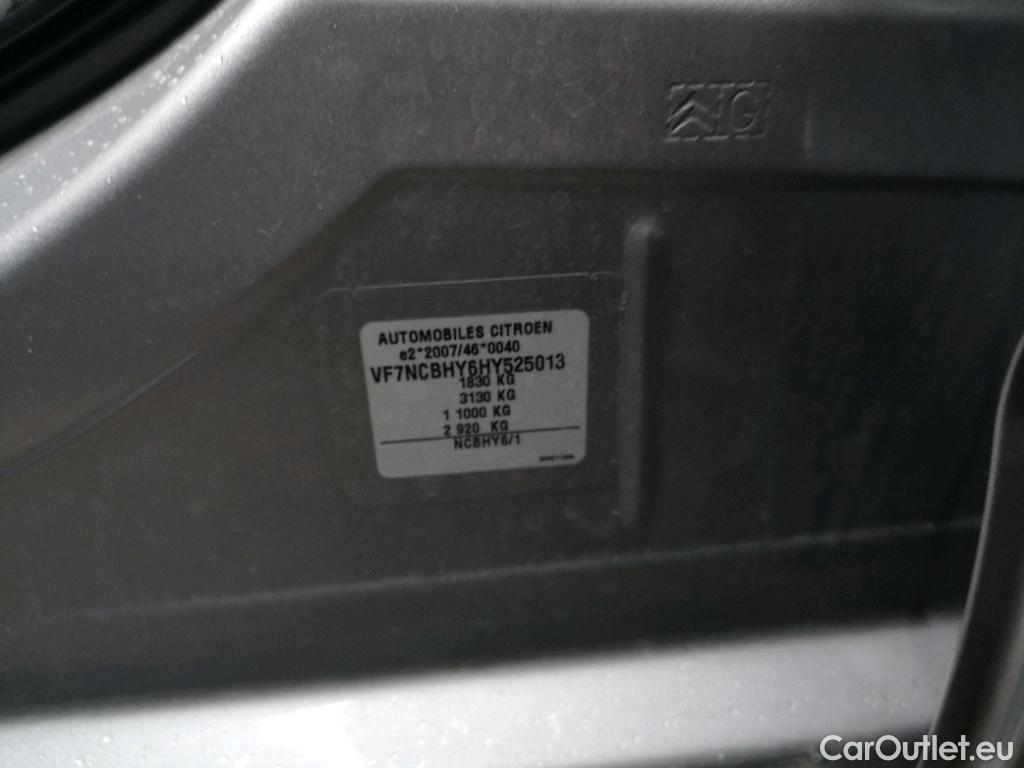 G
AUTOMOBILES CITROEN
e2*2007/46*0040
VF7NCBHY6HY525013
1830 KG
3130 KG
1 1000 KG
2 920 KG
NCBHY6/1
CarOutlet.eu